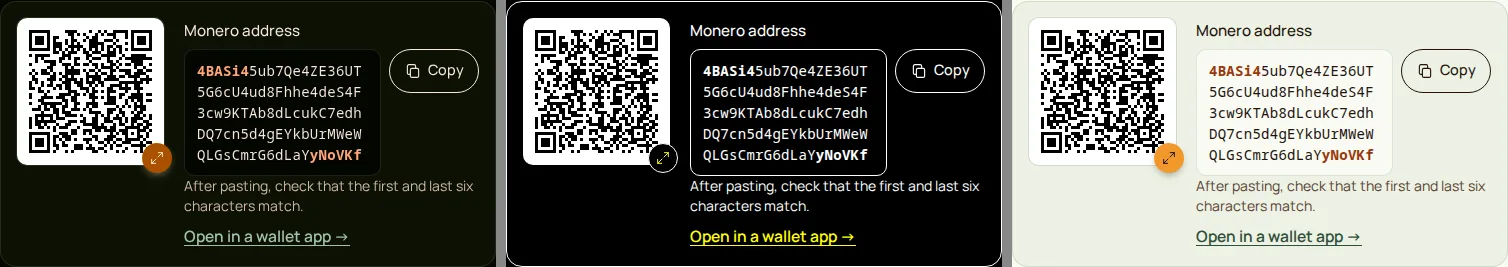 Monero address
4BASi45ub7Qe4ZE36UT
5G6cU4ud8Fhhe4deS4F
3cw9KTAb8dLcukC7edh
DQ7cn5d4gEYkbUrMWeW
QLGsCmrG6dLaYyNoVKf
Copy
After pasting, check that the first and last six
characters match.
Open in a wallet app →
Monero address
4BASi45ub7Qe4ZE36UT
5G6cU4ud8Fhhe4deS4F
3cw9KTAb8dLcukC7edh
DQ7cn5d4gEYkbUrMWeW
QLGsCmrG6dLaYyNoVKf
Copy
After pasting, check that the first and last six
characters match.
Open in a wallet app →
Monero address
4BASi45ub7Qe4ZE36UT
5G6cU4ud8Fhhe4deS4F
3cw9KTAb8dLcukC7edh
DQ7cn5d4gEYkbUrMWeW
QLGsCmrG6dLaYyNoVKf
Copy
After pasting, check that the first and last six
characters match.
Open in a wallet app →